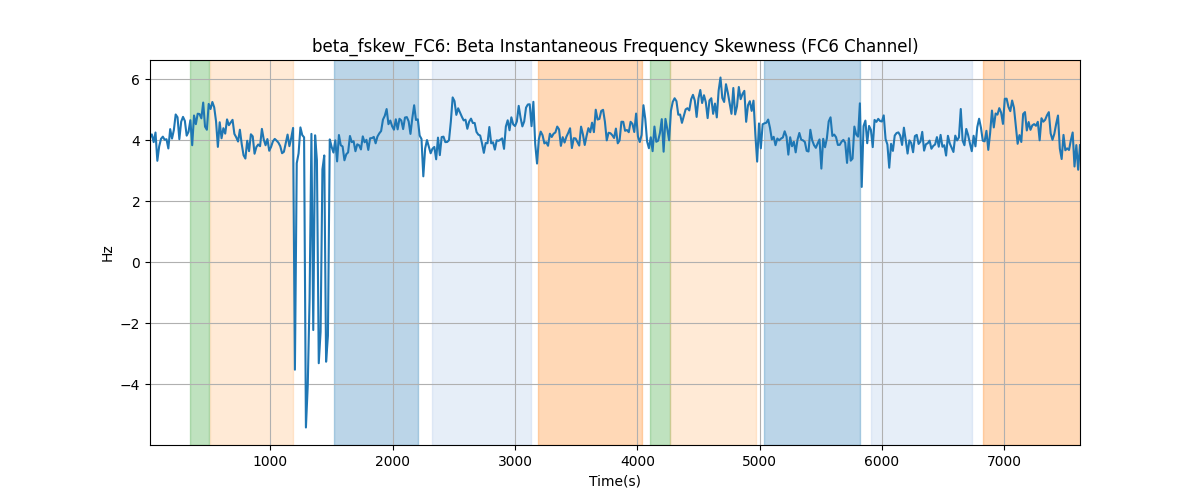 beta_fskew_FC6: Beta Instantaneous Frequency Skewness (FC6 Channel)
6
4
2
0
−2
−4
Hz
1000 2000 3000 4000 5000 6000 7000
Time(s)